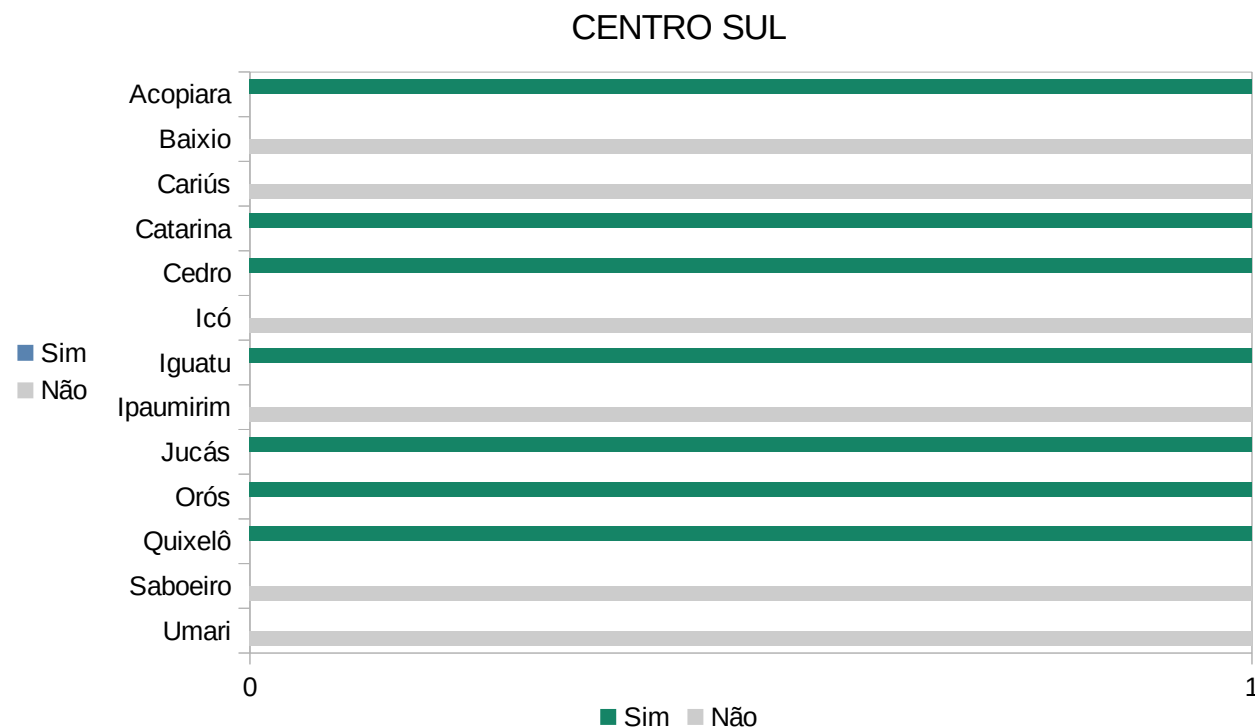 CENTRO SUL
Acopiara
Baixio
Cariús
Catarina
Cedro
Icó
Iguatu
Ipaumirim
Jucás
Orós
Quixelô
Saboeiro
Umari
Sim
Não
0 1
Sim Não